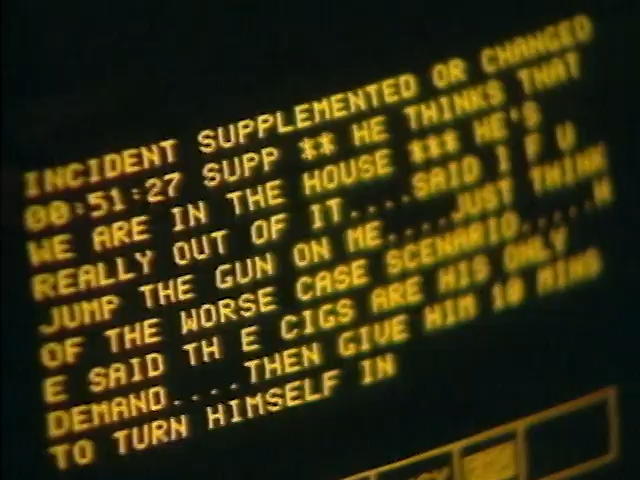 INCIDENT SUPPLEMENTED OR CHANGED
00:51:27 SUPP ** HE THINKS THAT
WE ARE IN THE HOUSE *** HE'S
REALLY OUT OF IT....SAID I F U
JUMP THE GUN ON ME....JUST THINK
OF THE WORSE CASE SCENARIO.....H
E SAID TH E CIGS ARE HIS ONLY
DEMAND....THEN GIVE HIM 10 MINS
TO TURN HIMSELF IN